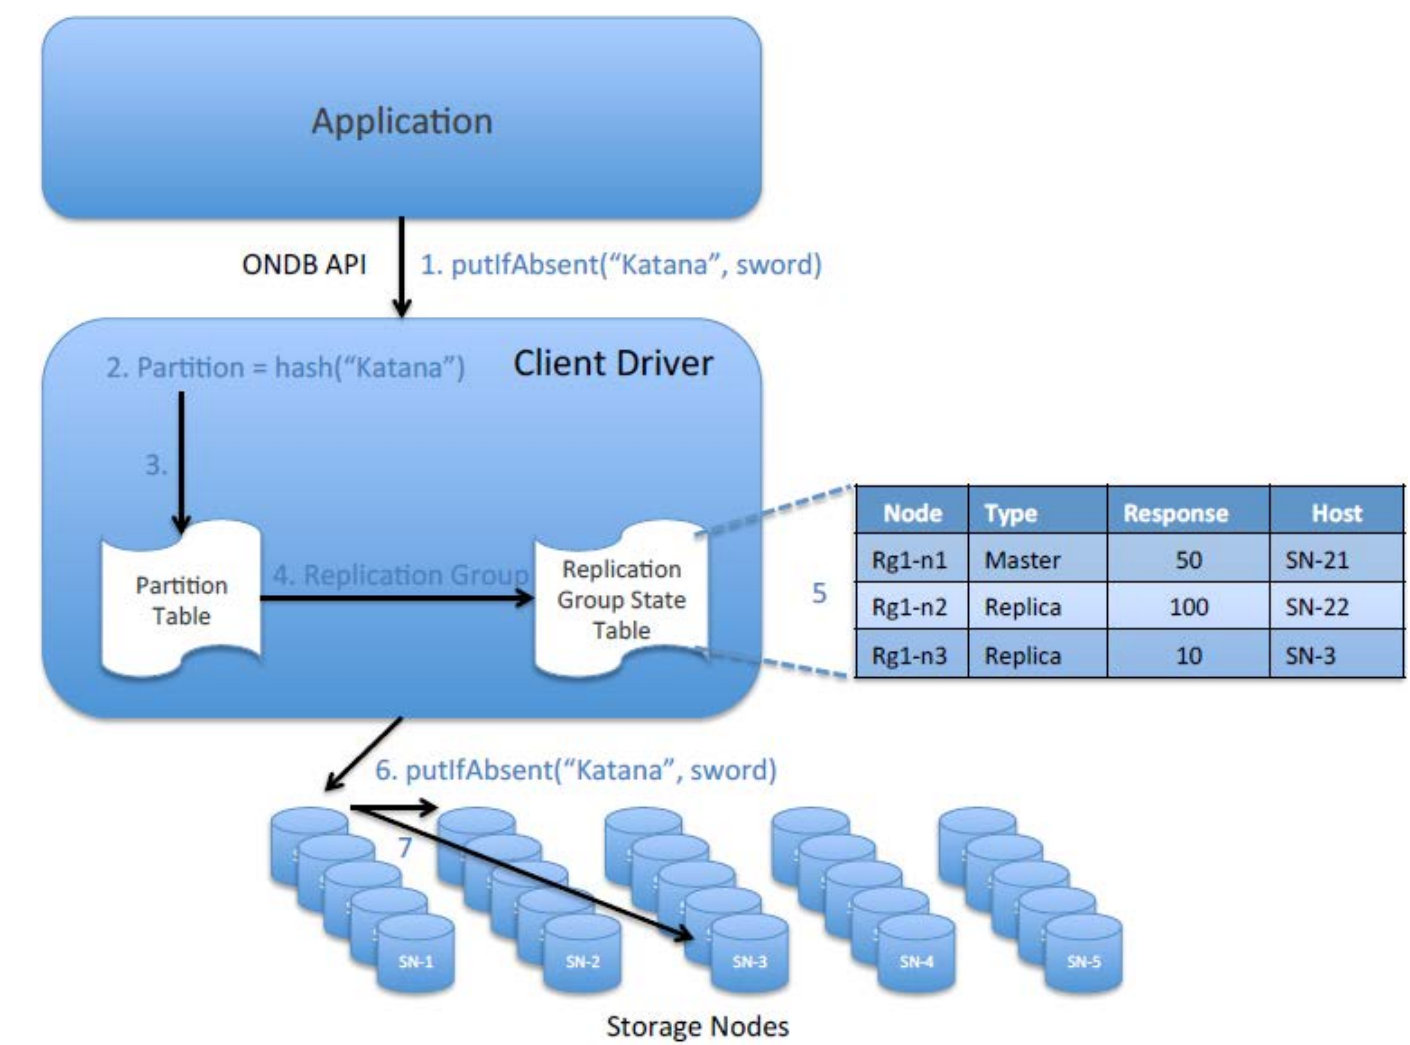 Application
ONDB API
1. putIfAbsent(“Katana”, sword)
2. Partition = hash(“Katana”)
Client Driver
3.
Partition
Table
4. Replication Group
Replication
Group State
Table
5
Node Type Response Host
Rg1-n1 Master 50 SN-21
Rg1-n2 Replica 100 SN-22
Rg1-n3 Replica 10 SN-3
6. putIfAbsent(“Katana”, sword)
7
SN-1
SN-2
SN-3
SN-4
SN-5
Storage Nodes